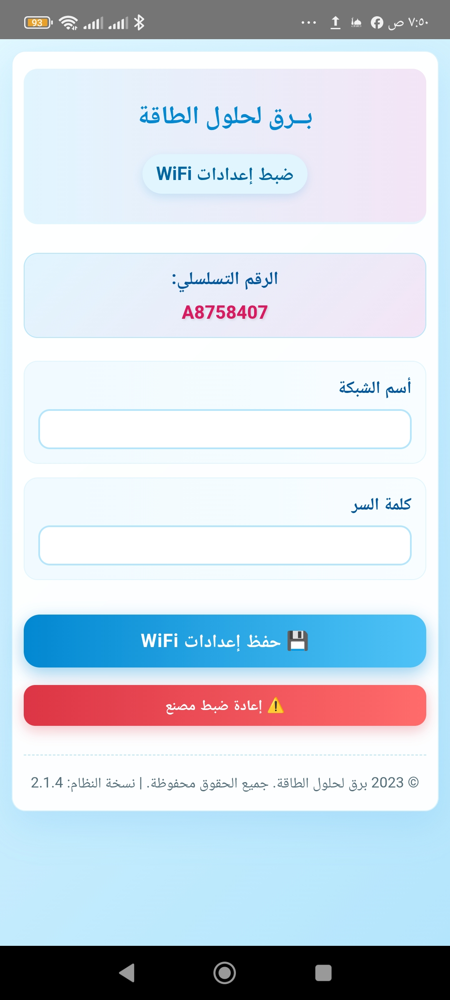 ٧:٥٠ ص
93
بـــرق لحلول الطاقة
ضبط إعدادات WiFi
الرقم التسلسلي:
A8758407
أسم الشبكة
كلمة السر
💾 حفظ إعدادات WiFi
⚠️ إعادة ضبط مصنع
© 2023 برق لحلول الطاقة. جميع الحقوق محفوظة. | نسخة النظام: 2.1.4